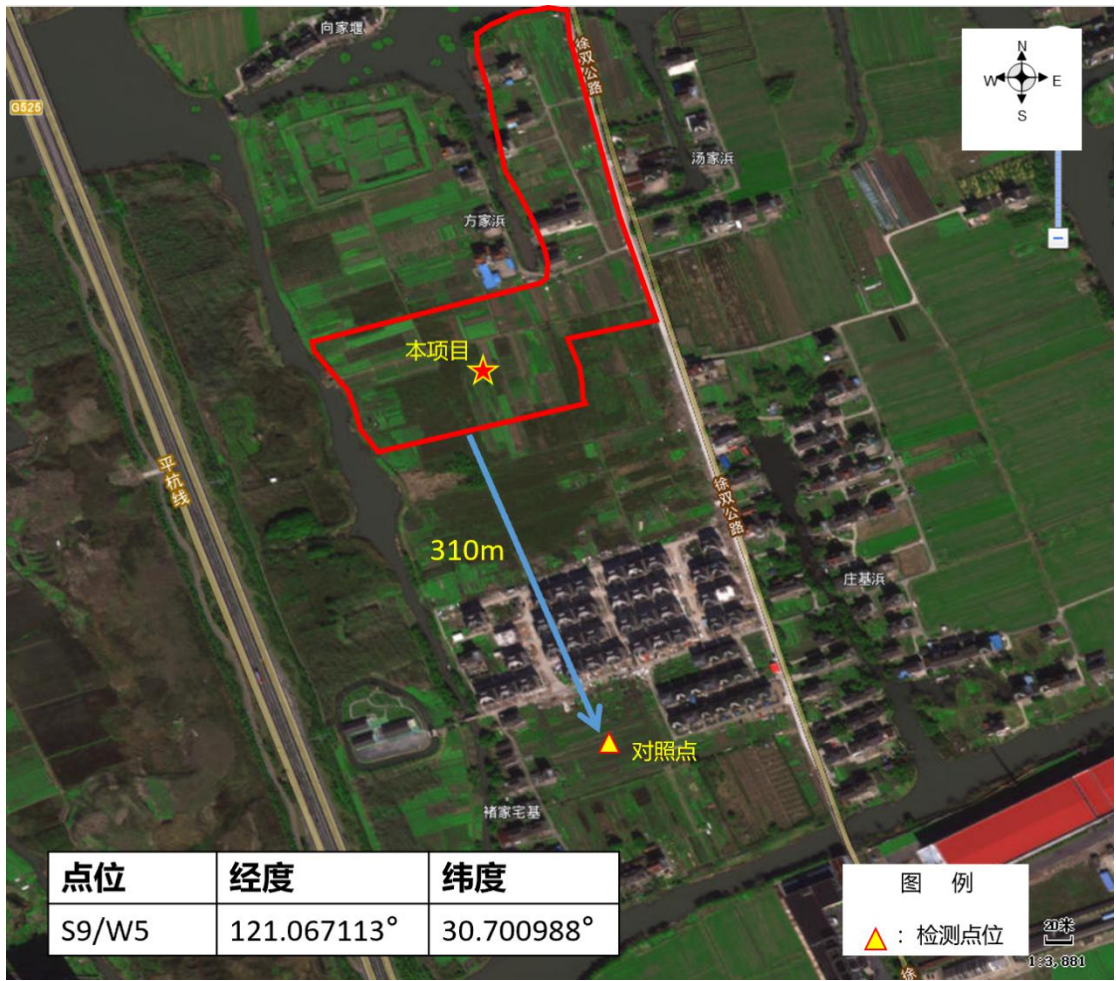 向家堰
徐双公路
N
W E
S
G525
汤家浜
方家浜
本项目
平杭线
徐双公路
310m
庄基浜
对照点
褚家宅基
点位 经度 纬度
S9/W5 121.067113° 30.700988°
图 例
：检测点位
20米
1:3,881
徐